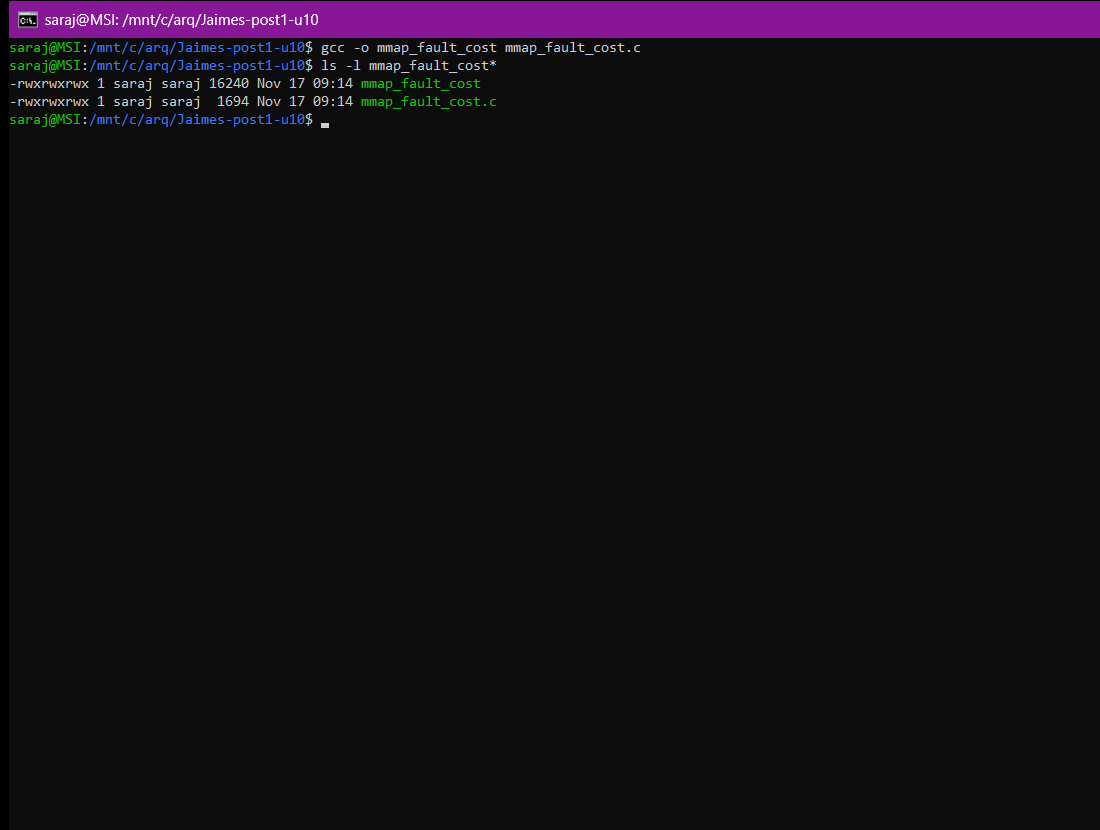 saraj@MSI: /mnt/c/arq/Jaimes-post1-u10
saraj@MSI:/mnt/c/arq/Jaimes-post1-u10$ gcc -o mmap_fault_cost mmap_fault_cost.c
saraj@MSI:/mnt/c/arq/Jaimes-post1-u10$ ls -l mmap_fault_cost*
-rwxrwxrwx 1 saraj saraj 16240 Nov 17 09:14 mmap_fault_cost
-rwxrwxrwx 1 saraj saraj  1694 Nov 17 09:14 mmap_fault_cost.c
saraj@MSI:/mnt/c/arq/Jaimes-post1-u10$